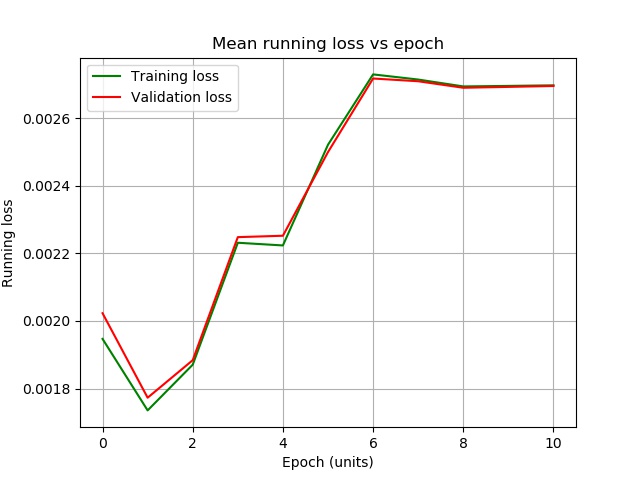 Mean running loss vs epoch
Training loss
Validation loss
0.0026
0.0024
0.0022
0.0020
0.0018
Running loss
0 2 4 6 8 10
Epoch (units)